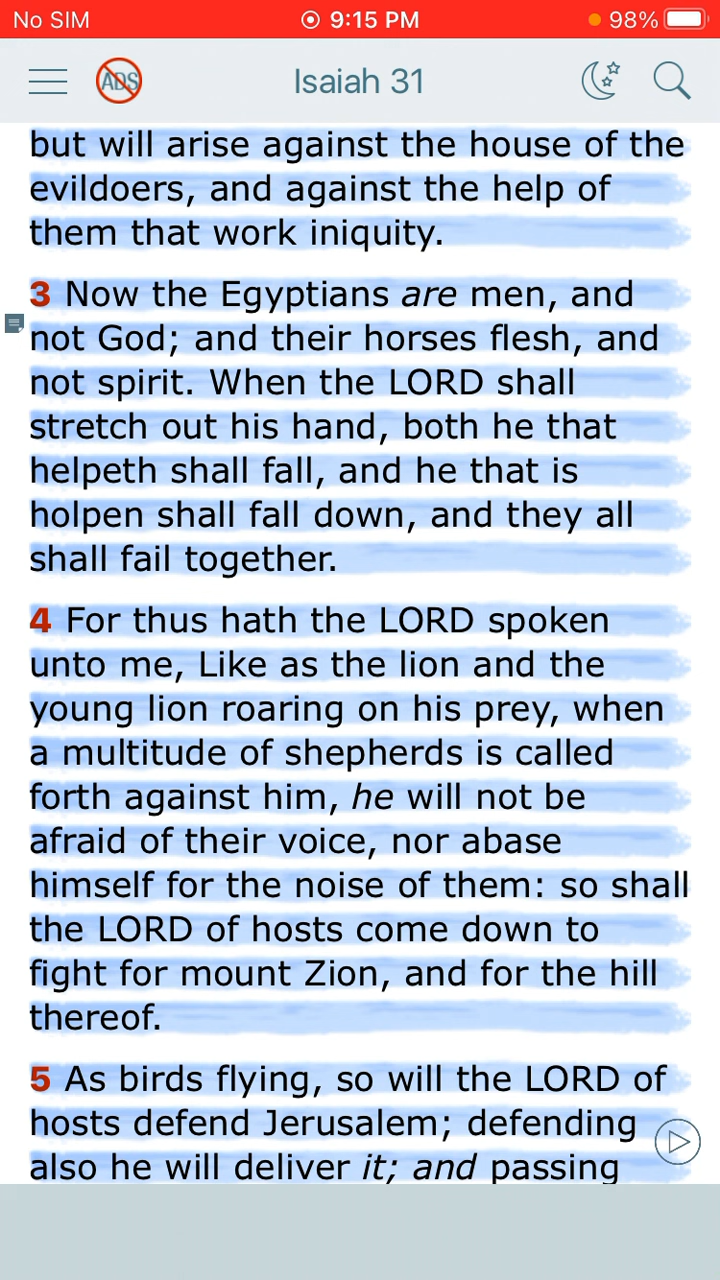 No SIM 9:15 PM 98%
ADS Isaiah 31
but will arise against the house of the
evildoers, and against the help of
them that work iniquity.
3 Now the Egyptians are men, and
not God; and their horses flesh, and
not spirit. When the LORD shall
stretch out his hand, both he that
helpeth shall fall, and he that is
holpen shall fall down, and they all
shall fail together.
4 For thus hath the LORD spoken
unto me, Like as the lion and the
young lion roaring on his prey, when
a multitude of shepherds is called
forth against him, he will not be
afraid of their voice, nor abase
himself for the noise of them: so shall
the LORD of hosts come down to
fight for mount Zion, and for the hill
thereof.
5 As birds flying, so will the LORD of
hosts defend Jerusalem; defending
also he will deliver it; and passing